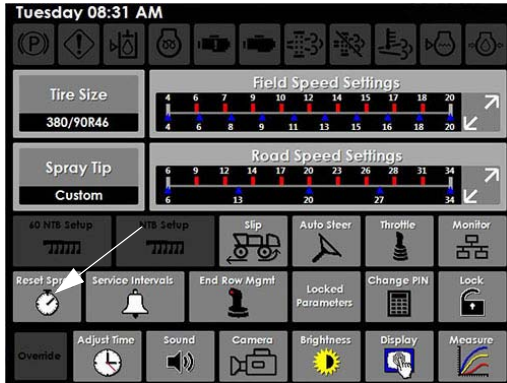 Tuesday 08:31 AM
(P)
Tire Size
380/90R46
Field Speed Settings
4 6 7 9 10 12 14 15 17 18 20
4 6 8 9 11 13 15 16 18 20
Spray Tip
Custom
Road Speed Settings
6 9 12 14 17 20 23 26 28 31 34
6 13 20 27 34
60 NTB Setup
NTB Setup
Slip
Auto Steer
Throttle
Monitor
Reset
Service Intervals
End Row Mgmt
Locked
Parameters
Change PIN
Lock
Override
Adjust Time
Sound
Camera
Brightness
Display
Measure